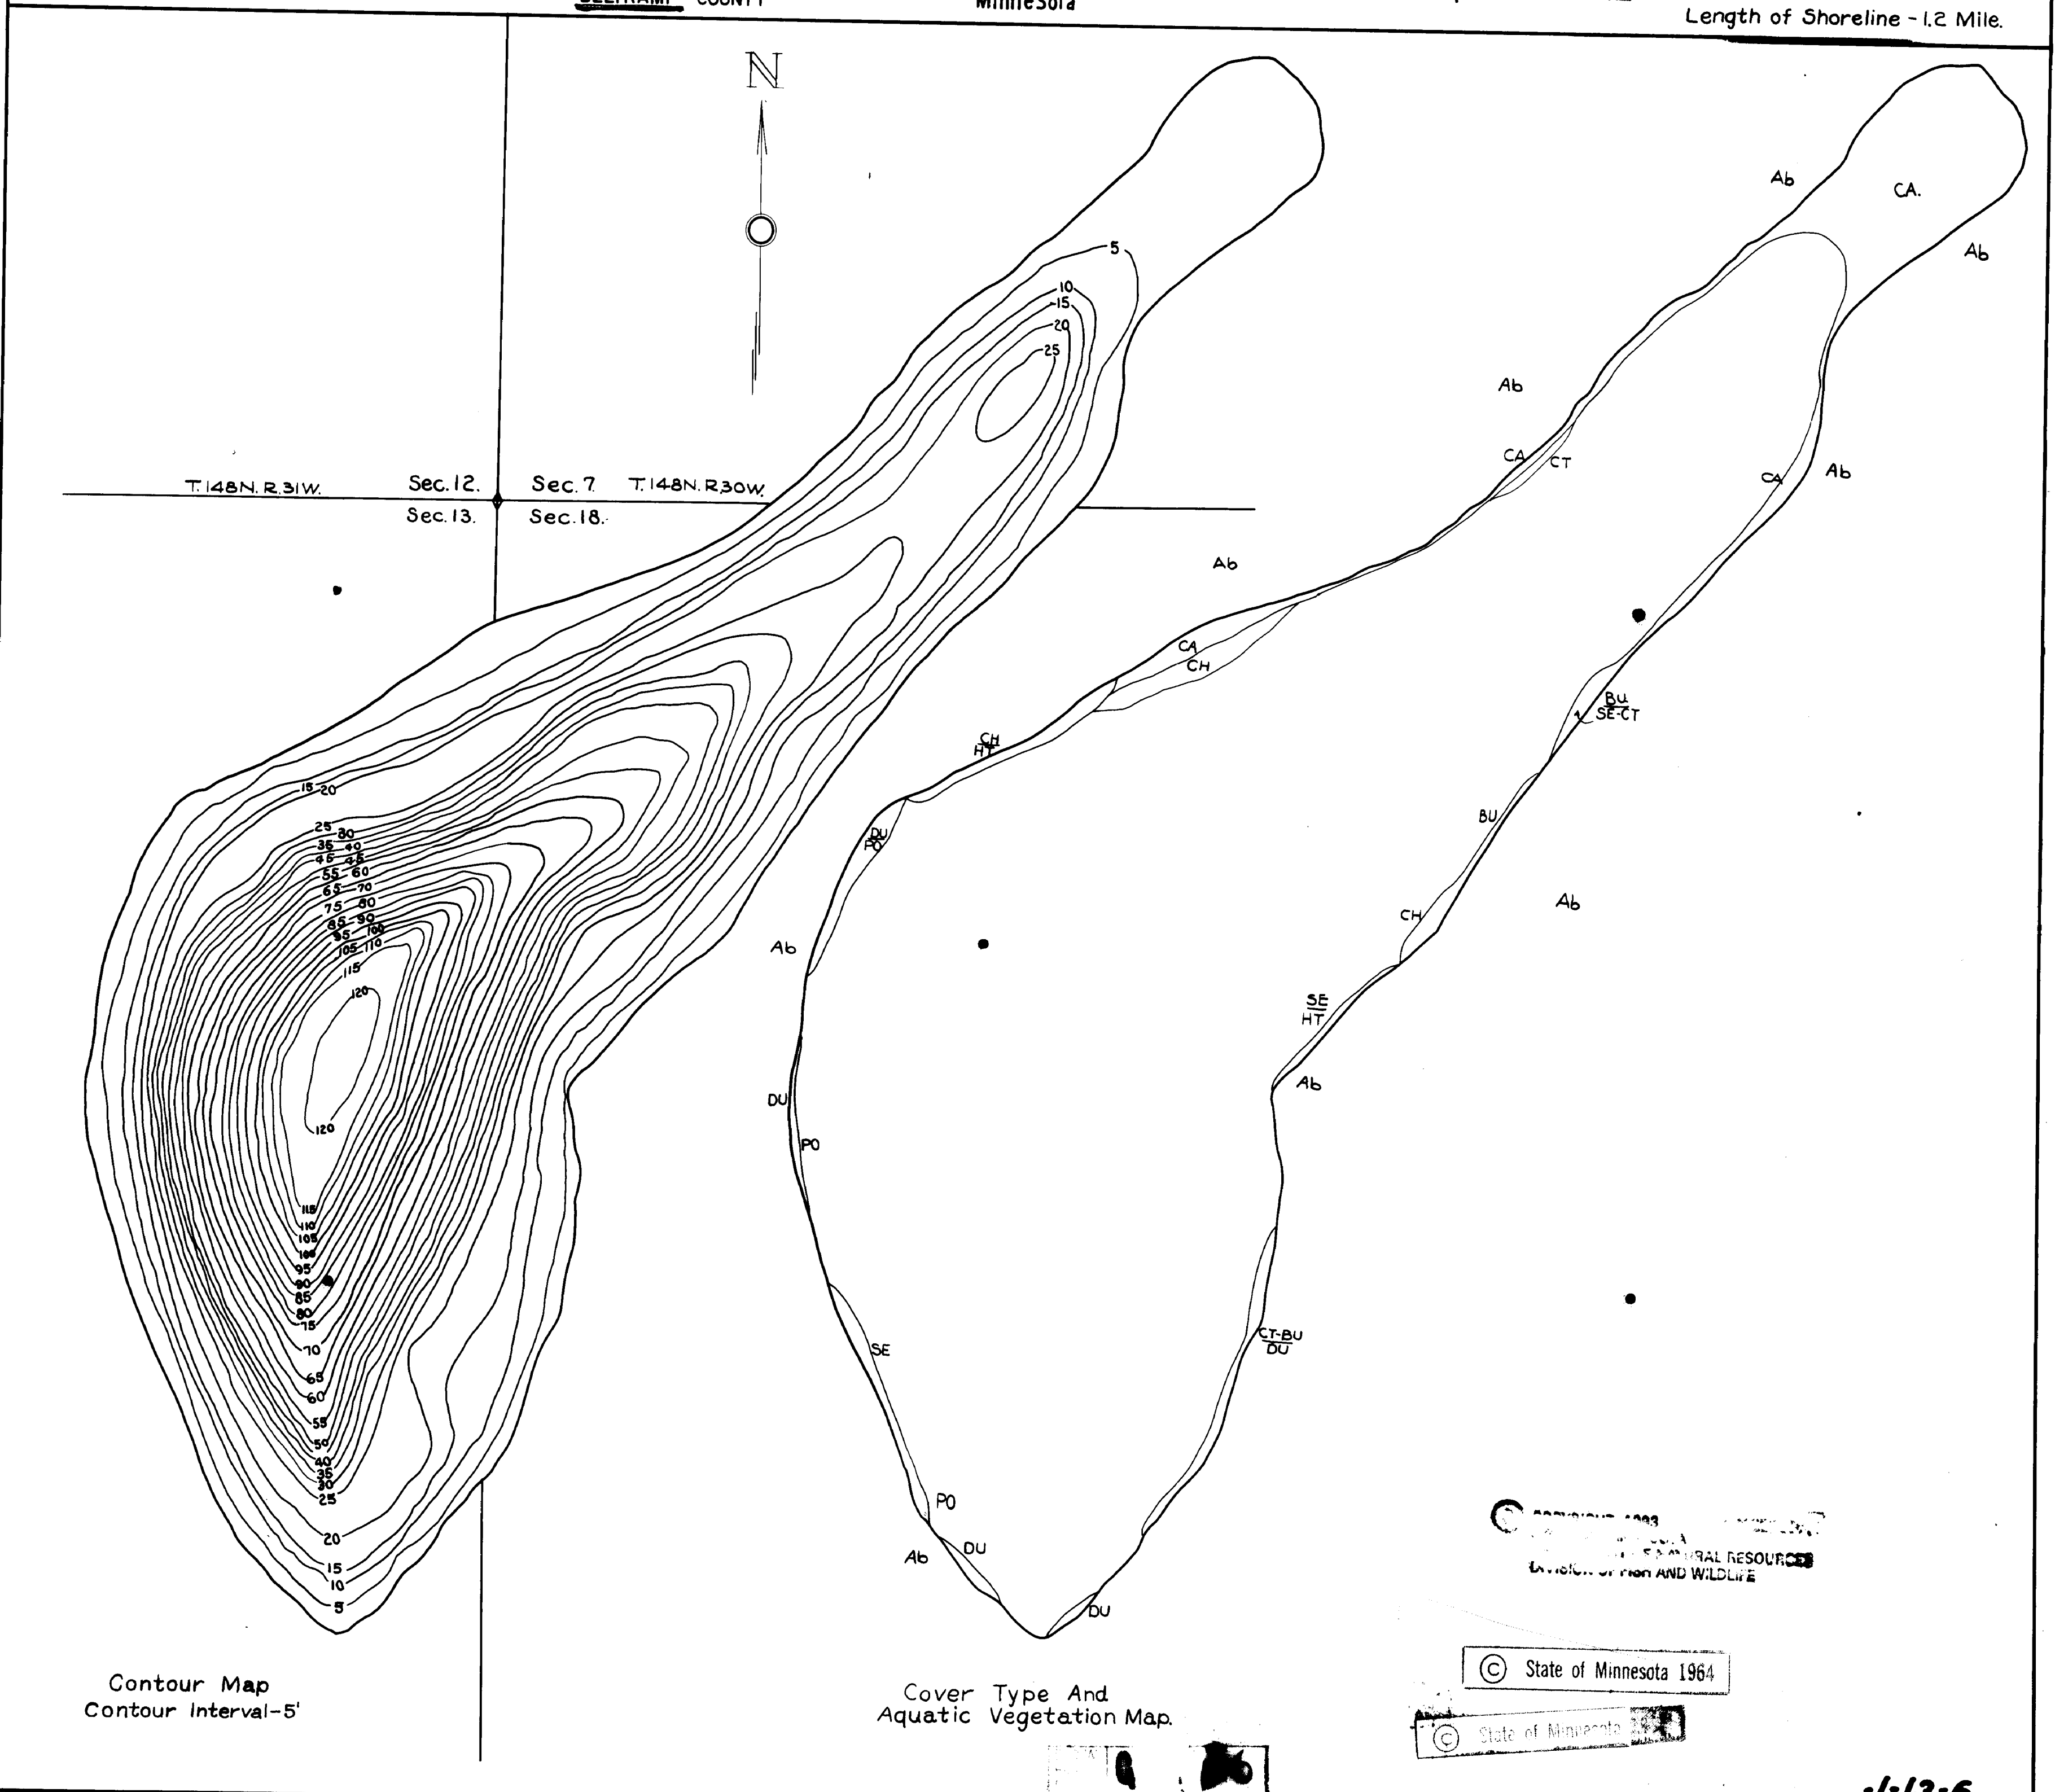 COUNTY Minnesota
Length of Shoreline - 1.2 Mile.
N
T.148N. R.31W. Sec. 12. Sec. 7. T.148N. R.30W.
Sec. 13. Sec. 18.
5
10
15
20
25
15 20
25 30
35 40
45 45
55 60
65 70
75 80
85 90
95 100
105 110
115
120
120
115
110
105
100
95
90
85
80
75
70
65
60
55
50
40
35
30
25
20
15
10
5
Contour Map
Contour Interval-5'
Ab
CA.
Ab
Ab
CA CT
CA Ab
Ab
CA
CH
BU
SE-CT
CH
HT
BU
DU
PO
Ab
CH
Ab
SE
HT
Ab
DU
PO
SE
CT-BU
DU
PO
Ab DU
DU
Cover Type And
Aquatic Vegetation Map.
RESOURCES
AND WILDLIFE
© State of Minnesota 1964
© State of Minnesota